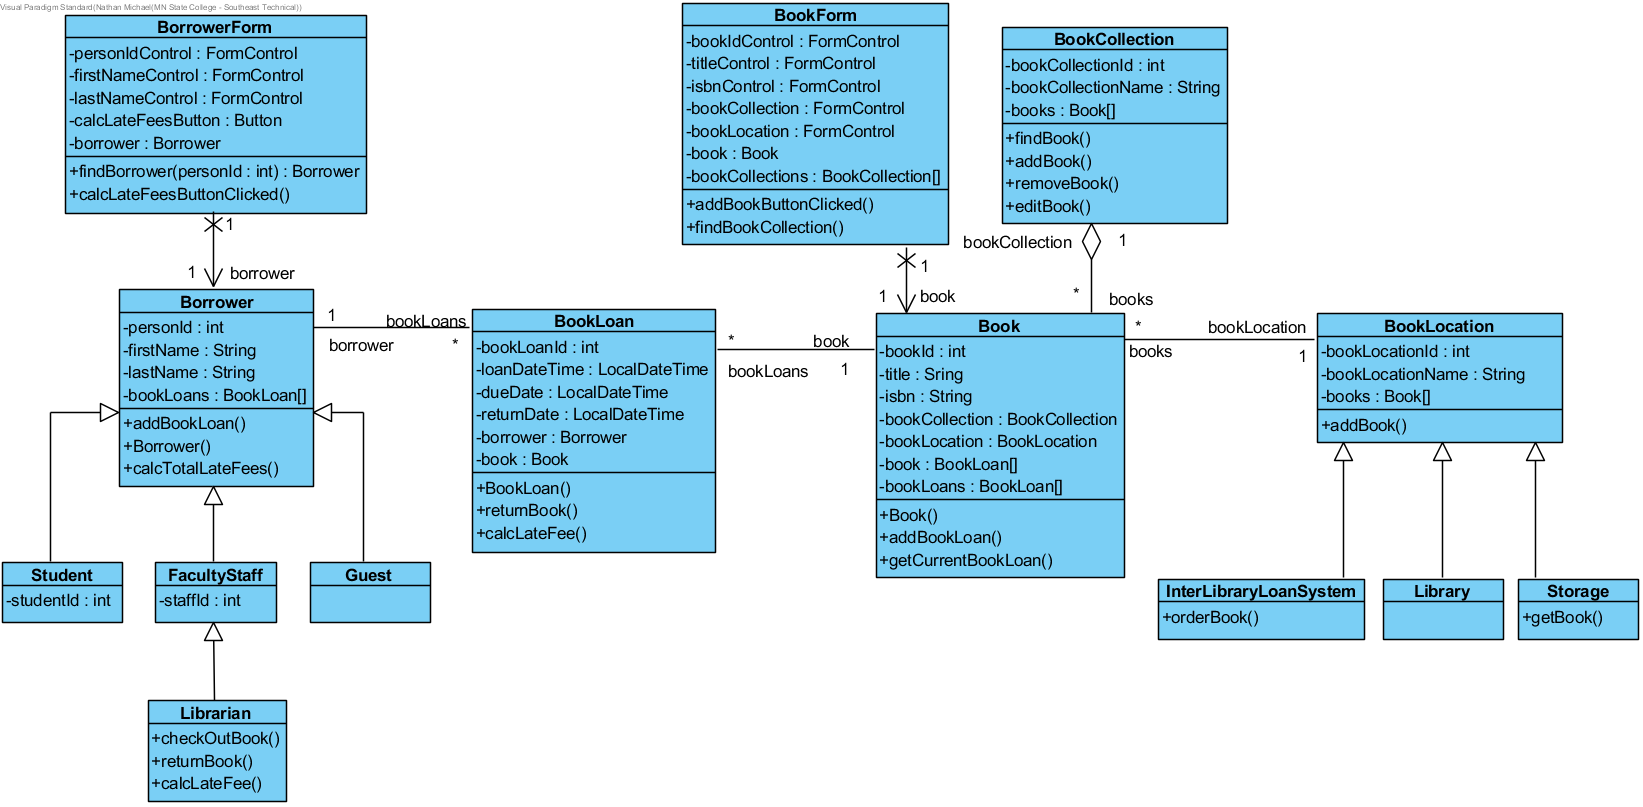 Visual Paradigm Standard(Nathan Michael(MN State College - Southeast Technical))
BorrowerForm
-personIdControl : FormControl
-firstNameControl : FormControl
-lastNameControl : FormControl
-calcLateFeesButton : Button
-borrower : Borrower
+findBorrower(personId : int) : Borrower
+calcLateFeesButtonClicked()
1
1
borrower
BookForm
-bookIdControl : FormControl
-titleControl : FormControl
-isbnControl : FormControl
-bookCollection : FormControl
-bookLocation : FormControl
-book : Book
-bookCollections : BookCollection[]
+addBookButtonClicked()
+findBookCollection()
1
1
book
BookCollection
-bookCollectionId : int
-bookCollectionName : String
-books : Book[]
+findBook()
+addBook()
+removeBook()
+editBook()
bookCollection
1
*
books
Borrower
-personId : int
-firstName : String
-lastName : String
-bookLoans : BookLoan[]
+addBookLoan()
+Borrower()
+calcTotalLateFees()
1
bookLoans
borrower
*
BookLoan
-bookLoanId : int
-loanDateTime : LocalDateTime
-dueDate : LocalDateTime
-returnDate : LocalDateTime
-borrower : Borrower
-book : Book
+BookLoan()
+returnBook()
+calcLateFee()
*
book
bookLoans
1
Book
-bookId : int
-title : Sring
-isbn : String
-bookCollection : BookCollection
-bookLocation : BookLocation
-book : BookLoan[]
-bookLoans : BookLoan[]
+Book()
+addBookLoan()
+getCurrentBookLoan()
*
bookLocation
books
1
BookLocation
-bookLocationId : int
-bookLocationName : String
-books : Book[]
+addBook()
Student
-studentId : int
FacultyStaff
-staffId : int
Guest
InterLibraryLoanSystem
+orderBook()
Library
Storage
+getBook()
Librarian
+checkOutBook()
+returnBook()
+calcLateFee()